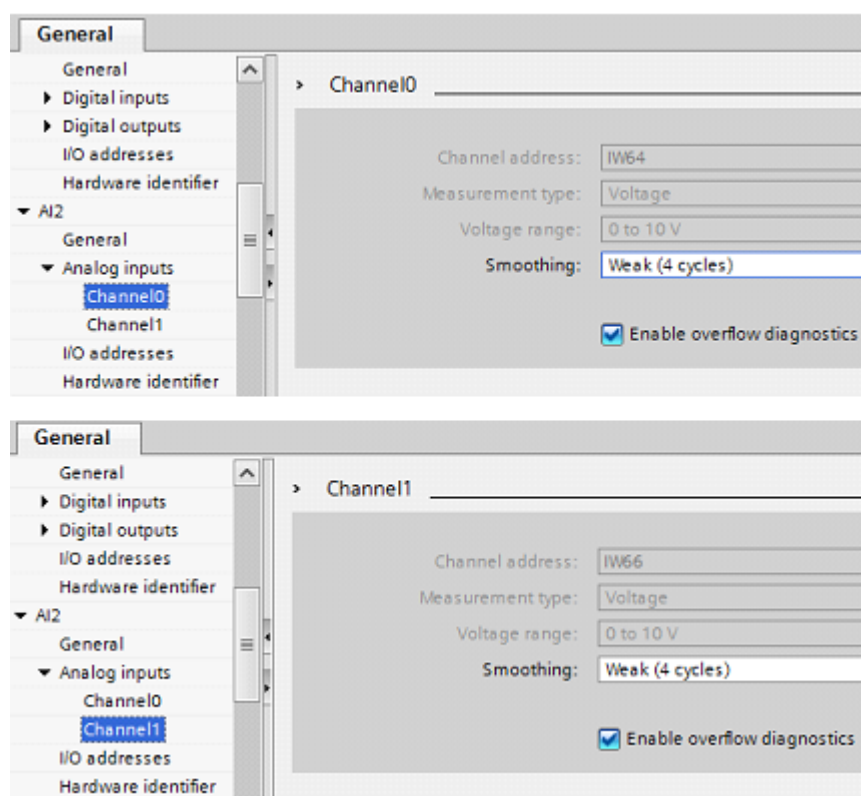 General
General
Digital inputs
Digital outputs
I/O addresses
Hardware identifier
AI2
General
Analog inputs
Channel0
Channel1
I/O addresses
Hardware identifier
Channel0
Channel address: IW64
Measurement type: Voltage
Voltage range: 0 to 10 V
Smoothing: Weak (4 cycles)
Enable overflow diagnostics
General
General
Digital inputs
Digital outputs
I/O addresses
Hardware identifier
AI2
General
Analog inputs
Channel0
Channel1
I/O addresses
Hardware identifier
Channel1
Channel address: IW66
Measurement type: Voltage
Voltage range: 0 to 10 V
Smoothing: Weak (4 cycles)
Enable overflow diagnostics